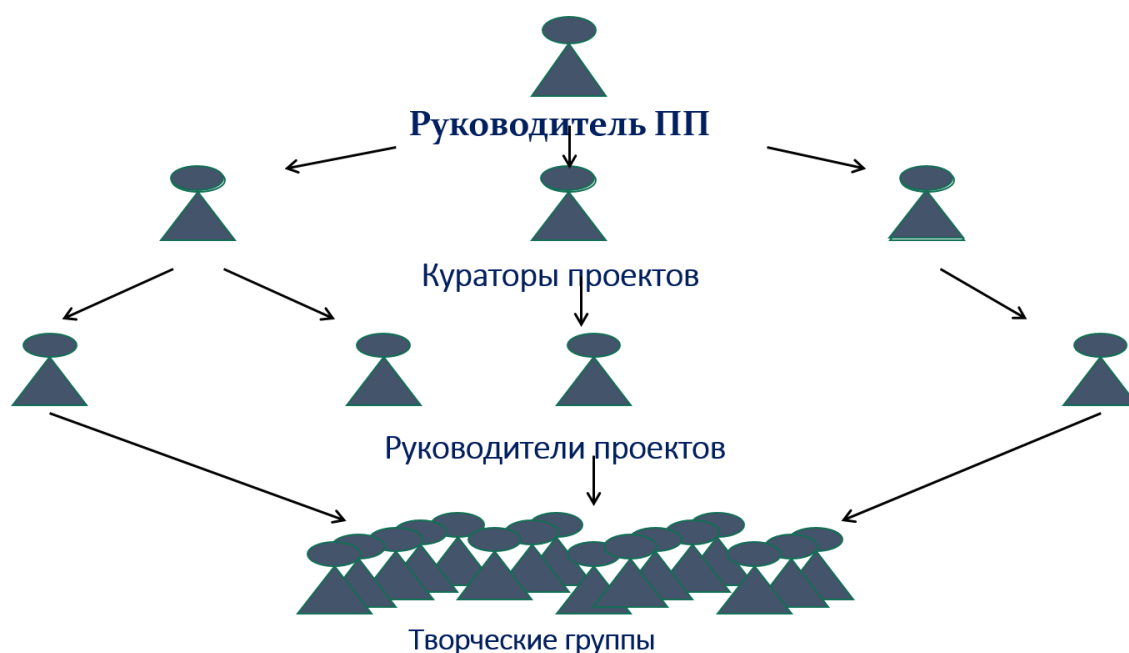 Руководитель ПП
Кураторы проектов
Руководители проектов
Творческие группы